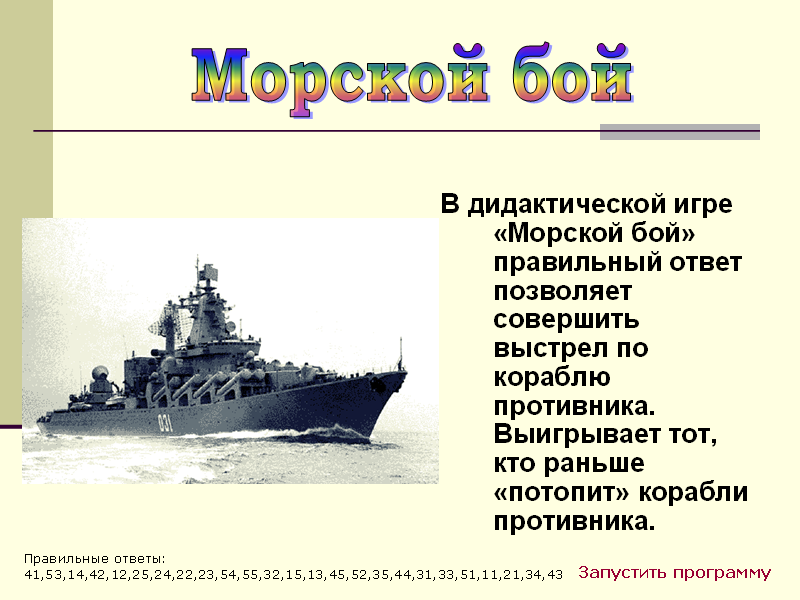 Морской бой
В дидактической игре
«Морской бой»
правильный ответ
позволяет
совершить
выстрел по
кораблю
противника.
Выигрывает тот,
кто раньше
«потопит» корабли
противника.
031
Правильные ответы:
41,53,14,42,12,25,24,22,23,54,55,32,15,13,45,52,35,44,31,33,51,11,21,34,43
Запустить программу